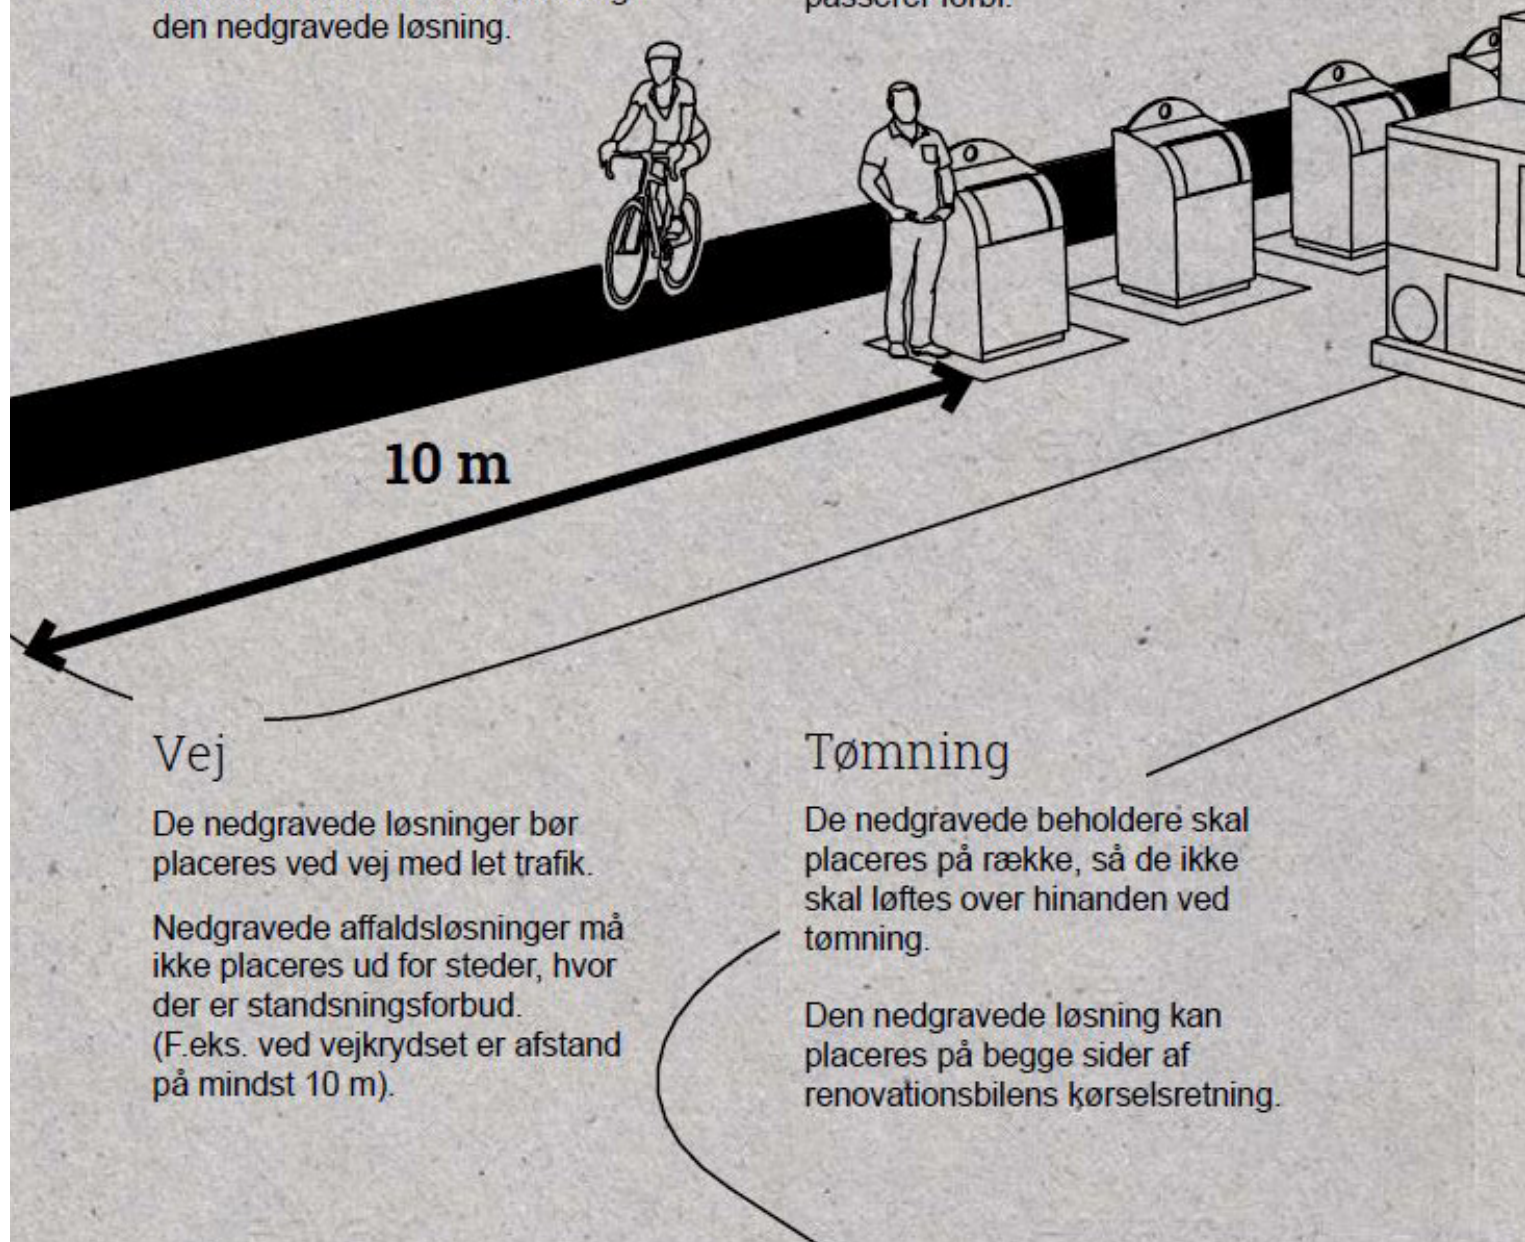 den nedgravede løsning.
passerer forbi.
10 m
Vej
De nedgravede løsninger bør
placeres ved vej med let trafik.
Nedgravede affaldsløsninger må
ikke placeres ud for steder, hvor
der er standsningsforbud.
(F.eks. ved vejkrydset er afstand
på mindst 10 m).
Tømning
De nedgravede beholdere skal
placeres på række, så de ikke
skal løftes over hinanden ved
tømning.
Den nedgravede løsning kan
placeres på begge sider af
renovationsbilens kørselsretning.